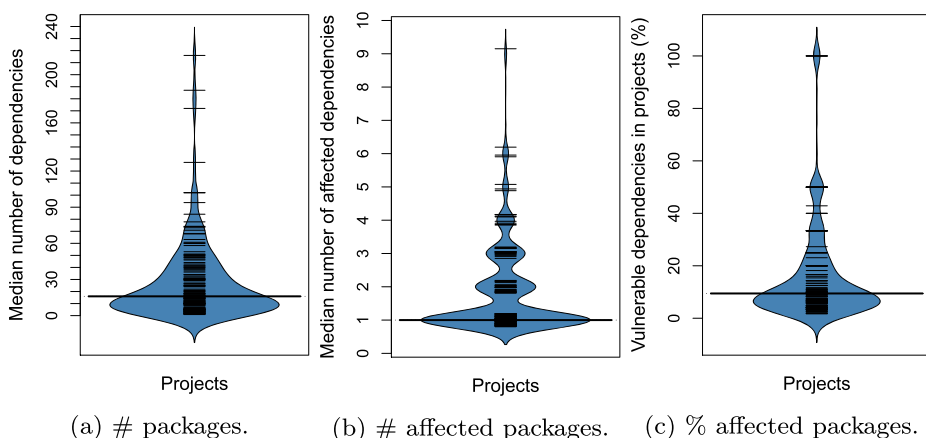 Median number of dependencies
240
200
160
120
90
60
30
0
Projects
(a) # packages.
Median number of affected dependencies
10
9
8
7
6
5
4
3
2
1
0
Projects
(b) # affected packages.
Vulnerable dependencies in projects (%)
100
80
60
40
20
0
Projects
(c) % affected packages.